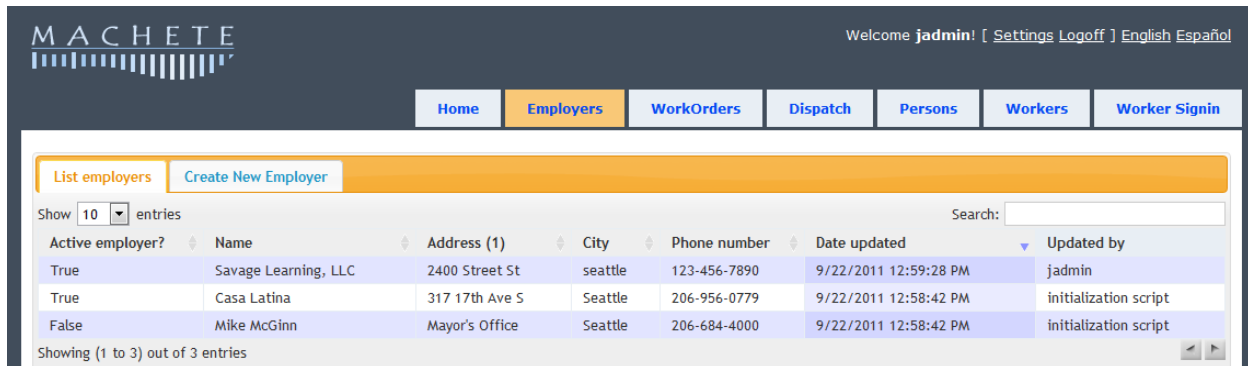 MACHETE
Welcome jadmin! [ Settings Logoff ] English Español
Home Employers WorkOrders Dispatch Persons Workers Worker Signin
List employers Create New Employer
Show 10 entries Search:
Active employer? Name Address (1) City Phone number Date updated Updated by
True Savage Learning, LLC 2400 Street St seattle 123-456-7890 9/22/2011 12:59:28 PM jadmin
True Casa Latina 317 17th Ave S Seattle 206-956-0779 9/22/2011 12:58:42 PM initialization script
False Mike McGinn Mayor's Office Seattle 206-684-4000 9/22/2011 12:58:42 PM initialization script
Showing (1 to 3) out of 3 entries